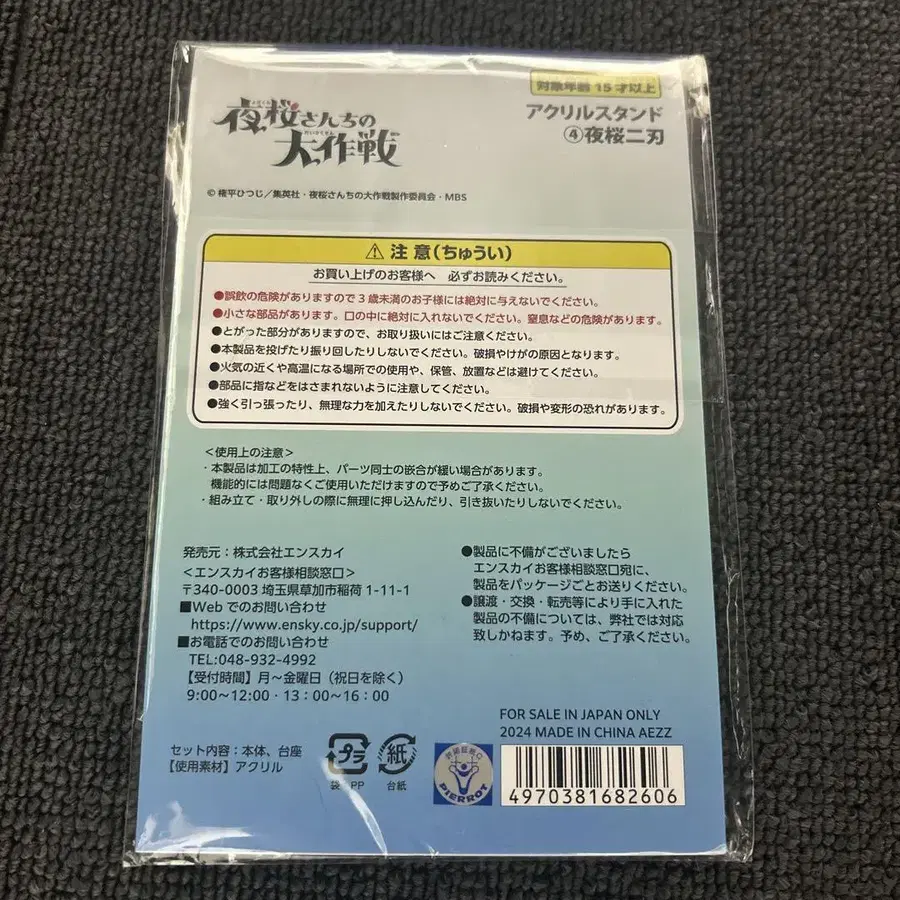 対象年齢 15才以上
夜桜さんちの
大作戦
アクリルスタンド
④夜桜二刃
© 権平ひつじ/集英社・夜桜さんちの大作戦製作委員会・MBS
⚠ 注意(ちゅうい)
お買い上げのお客様へ 必ずお読みください。
●誤飲の危険がありますので3歳未満のお子様には絶対に与えないでください。
●小さな部品があります。口の中に絶対に入れないでください。窒息などの危険があります。
●とがった部分がありますので、お取り扱いにはご注意ください。
●本製品を投げたり振り回したりしないでください。破損やけがの原因となります。
●火気の近くや高温になる場所での使用や、保管、放置などは避けてください。
●部品に指などをはさまれないように注意してください。
●強く引っ張ったり、無理な力を加えたりしないでください。破損や変形の恐れがあります。
<使用上の注意>
・本製品は加工の特性上、パーツ同士の嵌合が緩い場合があります。
機能的には問題なくご使用いただけますので予めご了承ください。
・組み立て・取り外しの際に無理に押し込んだり、引き抜いたりしないでください。
発売元:株式会社エンスカイ
<エンスカイお客様相談窓口>
〒340-0003 埼玉県草加市稲荷 1-11-1
■Web でのお問い合わせ
https://www.ensky.co.jp/support/
■お電話でのお問い合わせ
TEL:048-932-4992
【受付時間】月~金曜日(祝日を除く)
9:00~12:00・13:00~16:00
●製品に不備がございましたら
エンスカイお客様相談窓口宛に、
製品をパッケージごとお送りください。
●譲渡・交換・転売等により手に入れた
製品の不備については、弊社では対応
致しかねます。予め、ご了承ください。
セット内容:本体、台座
【使用素材】アクリル
プラ
袋:PP
紙
台紙
PIERROT
FOR SALE IN JAPAN ONLY
2024 MADE IN CHINA AEZZ
4970381682606